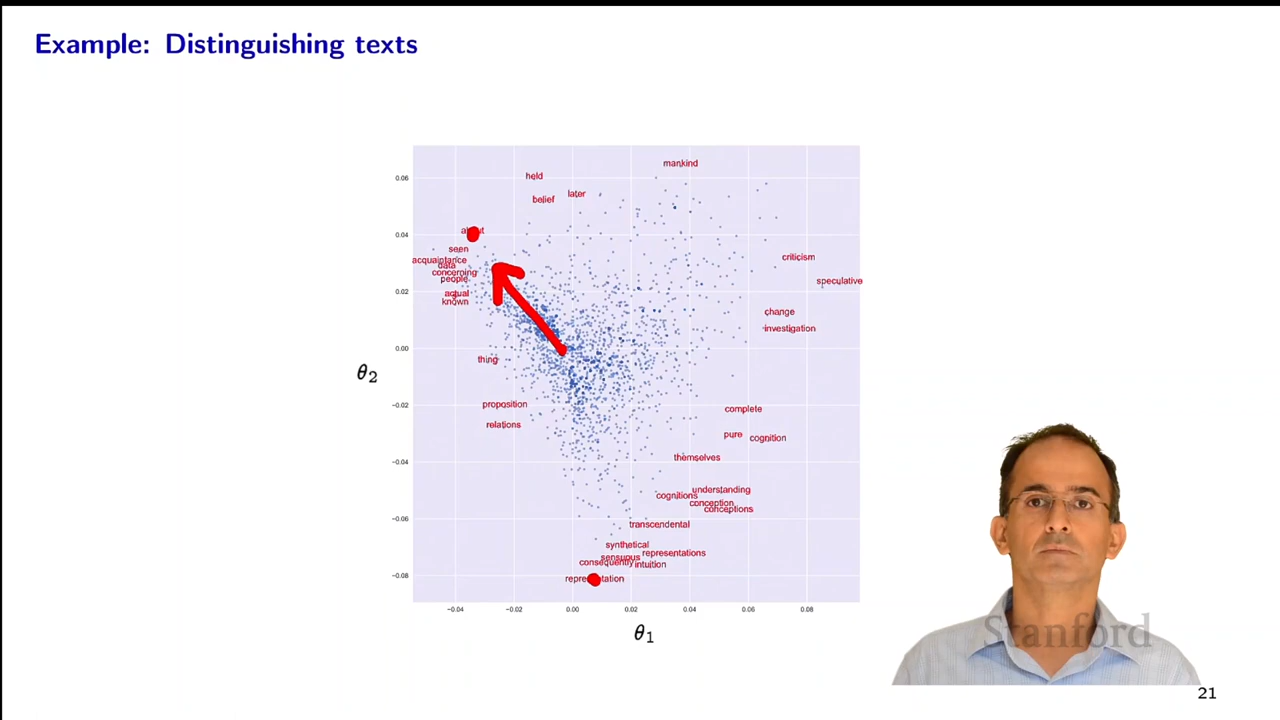 Example: Distinguishing texts
mankind
held
later
belief
0.06
0.04
seen
acquaintance
data
concerning
people
criticism
speculative
0.02
actual
known
change
investigation
0.00
thing
θ2
−0.02
proposition
complete
relations
pure
cognition
−0.04
themselves
understanding
cognitions
conception
conceptions
−0.06
transcendental
synthetical
representations
sensuous
consequently
intuition
−0.08
−0.04 −0.02 0.00 0.02 0.04 0.06 0.08
θ1
Stanford
21